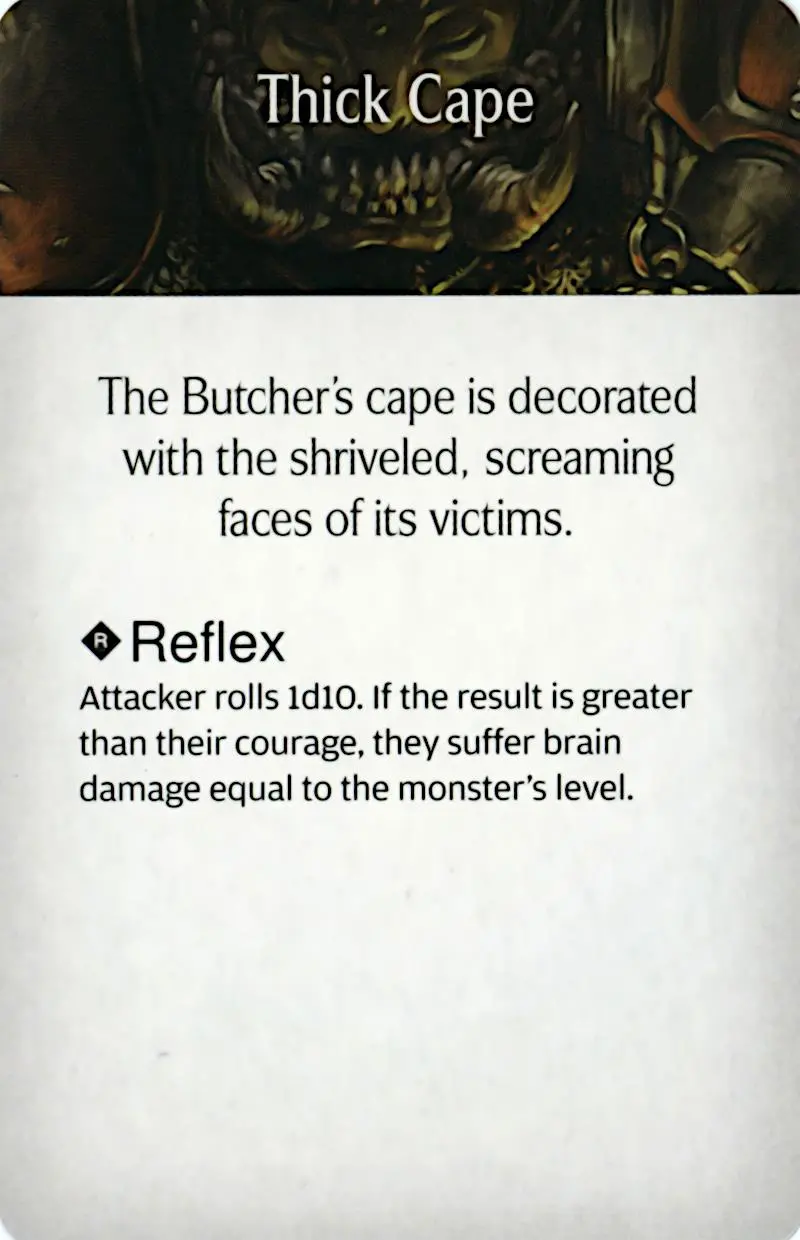 Thick Cape
The Butcher's cape is decorated
with the shriveled, screaming
faces of its victims.
R Reflex
Attacker rolls 1d10. If the result is greater
than their courage, they suffer brain
damage equal to the monster's level.